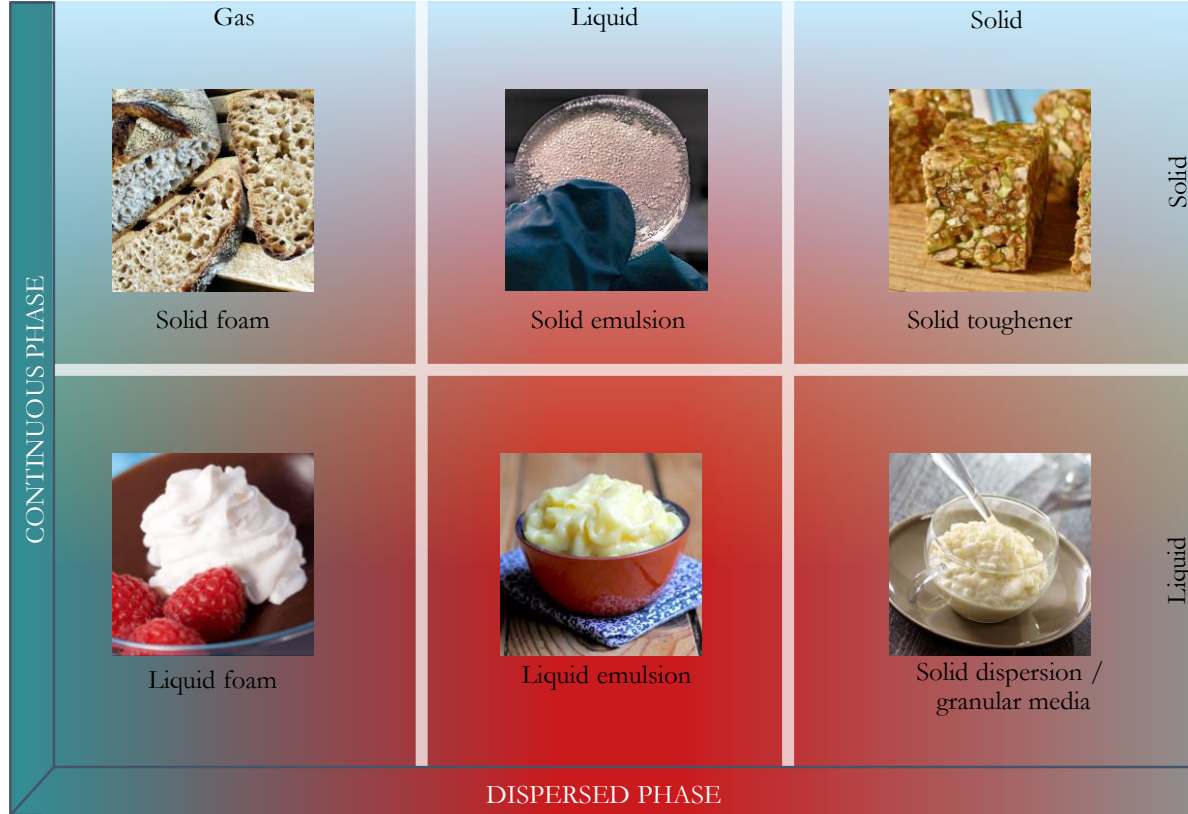 Gas
Liquid
Solid
Solid
Solid foam
Solid emulsion
Solid toughener
CONTINUOUS PHASE
Liquid
Liquid foam
Liquid emulsion
Solid dispersion /
granular media
DISPERSED PHASE